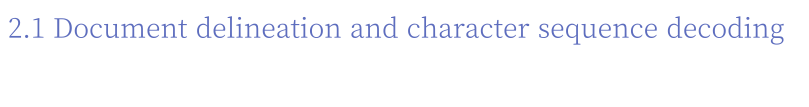 2.1 Document delineation and character sequence decoding